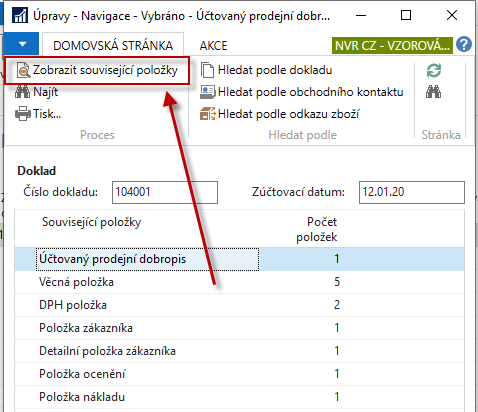 Úpravy - Navigace - Vybráno - Účtovaný prodejní dobr...
DOMOVSKÁ STRÁNKA AKCE NVR CZ - VZOROVÁ...
Zobrazit související položky
Najít
Tisk...
Proces
Hledat podle dokladu
Hledat podle obchodního kontaktu
Hledat podle odkazu zboží
Hledat podle
Stránka
Doklad
Číslo dokladu: 104001 Zúčtovací datum: 12.01.20
Související položky Počet
položek
Účtovaný prodejní dobropis 1
Věcná položka 5
DPH položka 2
Položka zákazníka 1
Detailní položka zákazníka 1
Položka ocenění 1
Položka nákladu 1